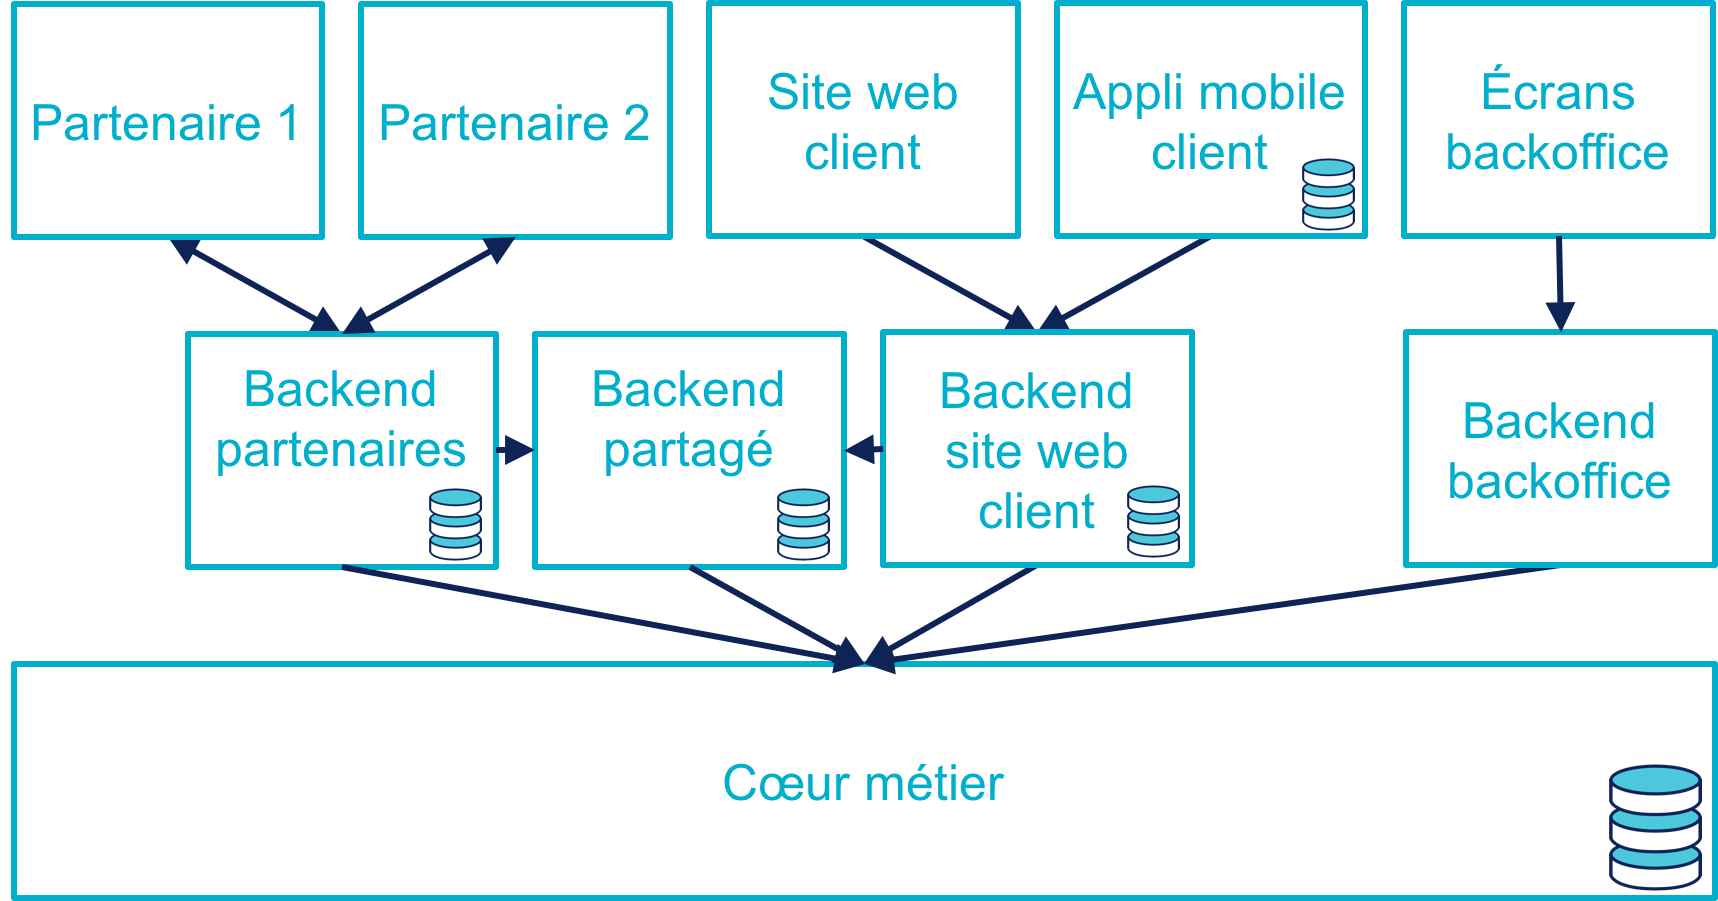 Partenaire 1
Partenaire 2
Site web
client
Appli mobile
client
Écrans
backoffice
Backend
partenaires
Backend
partagé
Backend
site web
client
Backend
backoffice
Cœur métier